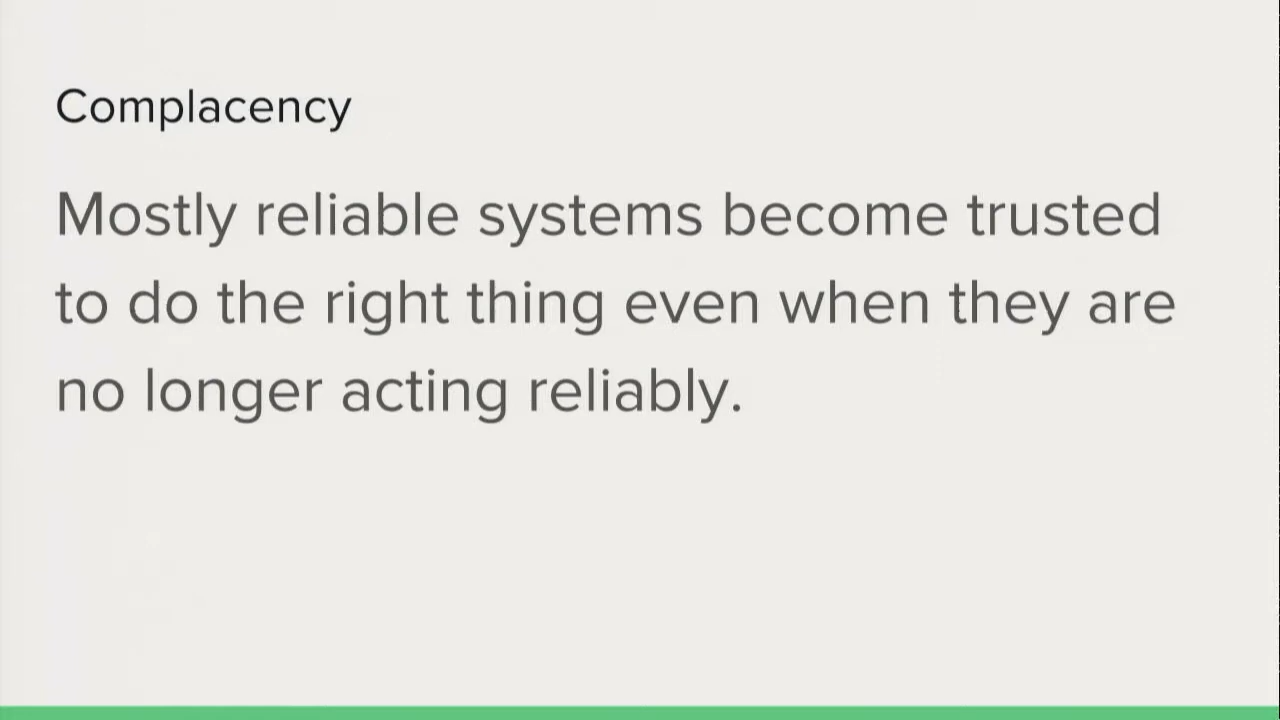 Complacency
Mostly reliable systems become trusted
to do the right thing even when they are
no longer acting reliably.